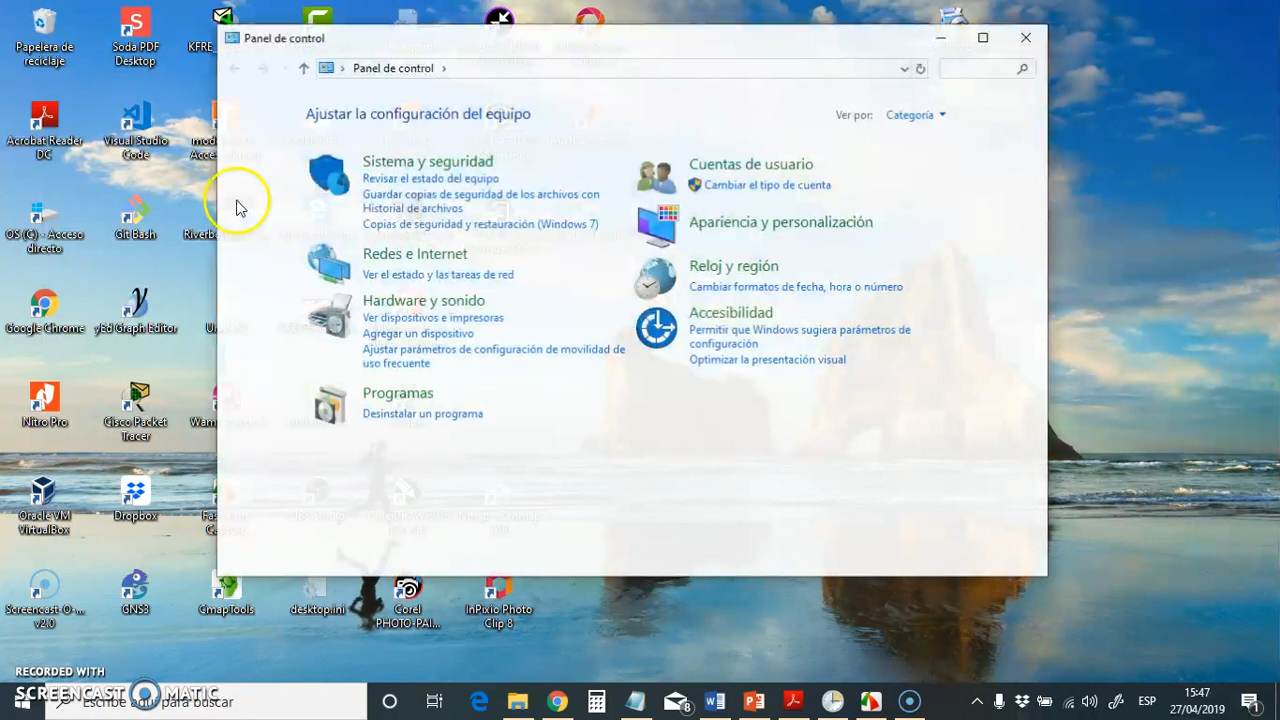 Papelera de
reciclaje
Soda PDF
Desktop
KFRE
Panel de control
Panel de control
Ajustar la configuración del equipo
Ver por: Categoría
Sistema y seguridad
Revisar el estado del equipo
Guardar copias de seguridad de los archivos con
Historial de archivos
Copias de seguridad y restauración (Windows 7)
Redes e Internet
Ver el estado y las tareas de red
Hardware y sonido
Ver dispositivos e impresoras
Agregar un dispositivo
Ajustar parámetros de configuración de movilidad de
uso frecuente
Programas
Desinstalar un programa
Cuentas de usuario
Cambiar el tipo de cuenta
Apariencia y personalización
Reloj y región
Cambiar formatos de fecha, hora o número
Accesibilidad
Permitir que Windows sugiera parámetros de
configuración
Optimizar la presentación visual
Acrobat Reader
DC
Visual Studio
Code
OS (C) - Acceso
directo
Git Bash
Google Chrome
yEd Graph Editor
Nitro Pro
Cisco Packet
Tracer
Oracle VM
VirtualBox
Dropbox
Screencast-O-...
v2.0
GNS3
CmapTools
desktop.ini
Corel
PHOTO-PAI...
InPixio Photo
Clip 8
RECORDED WITH
SCREENCAST MATIC
Escribe aquí para buscar
8
ESP
15:47
27/04/2019
1